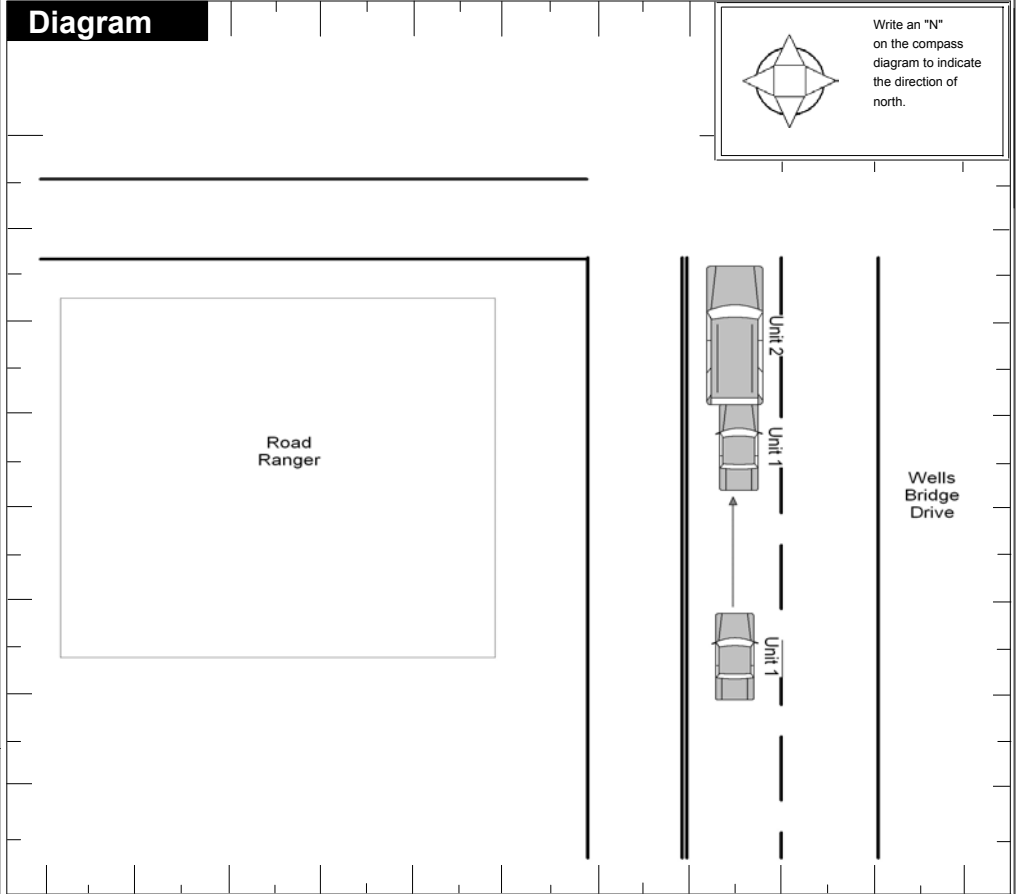 Diagram
Write an "N"
on the compass
diagram to indicate
the direction of
north.
Unit 2
Road
Ranger
Unit 1
Wells
Bridge
Drive
Unit 1